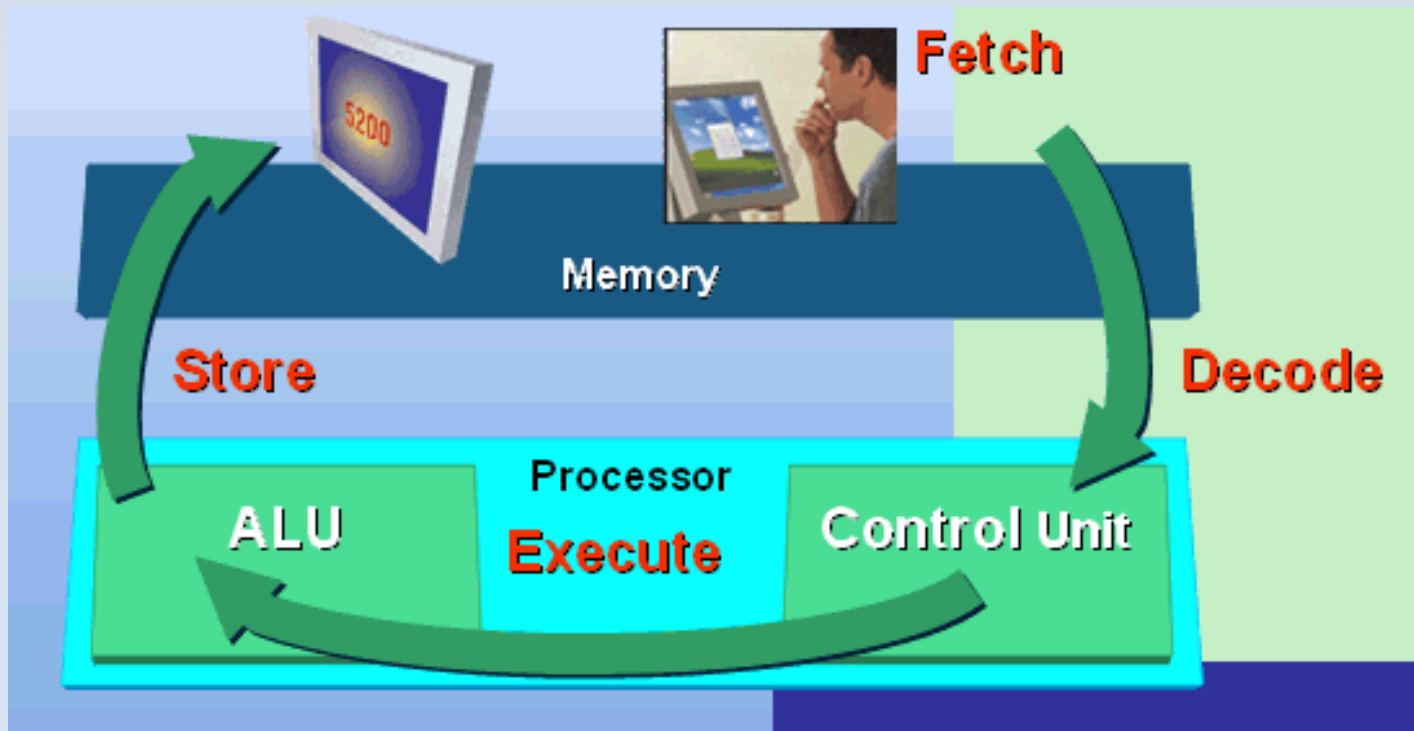 Fetch
5200
Memory
Store
Decode
Processor
ALU
Execute
Control Unit